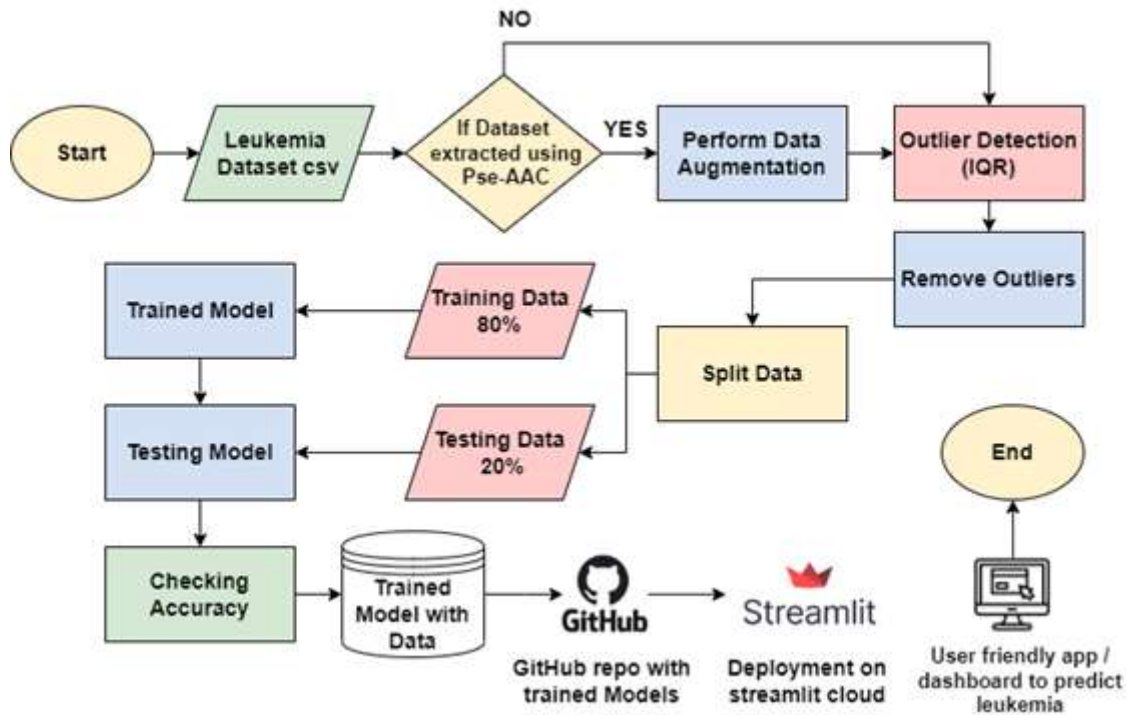 NO
Start
Leukemia
Dataset csv
If Dataset
extracted using
Pse-AAC
YES
Perform Data
Augmentation
Outlier Detection
(IQR)
Remove Outliers
Split Data
Training Data
80%
Trained Model
Testing Data
20%
Testing Model
Checking
Accuracy
Trained
Model with
Data
GitHub
GitHub repo with
trained Models
Streamlit
Deployment on
streamlit cloud
End
User friendly app /
dashboard to predict
leukemia